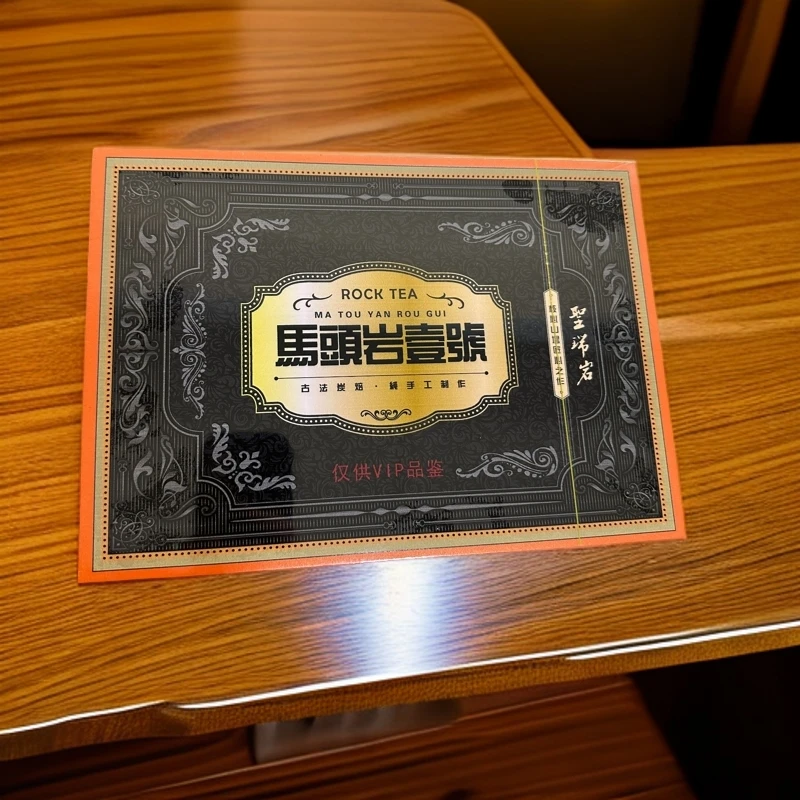 ROCK TEA
MA TOU YAN ROU GUI
馬頭岩壹號
古法炭焙·純手工制作
仅供VIP品鉴
聖瑞岩